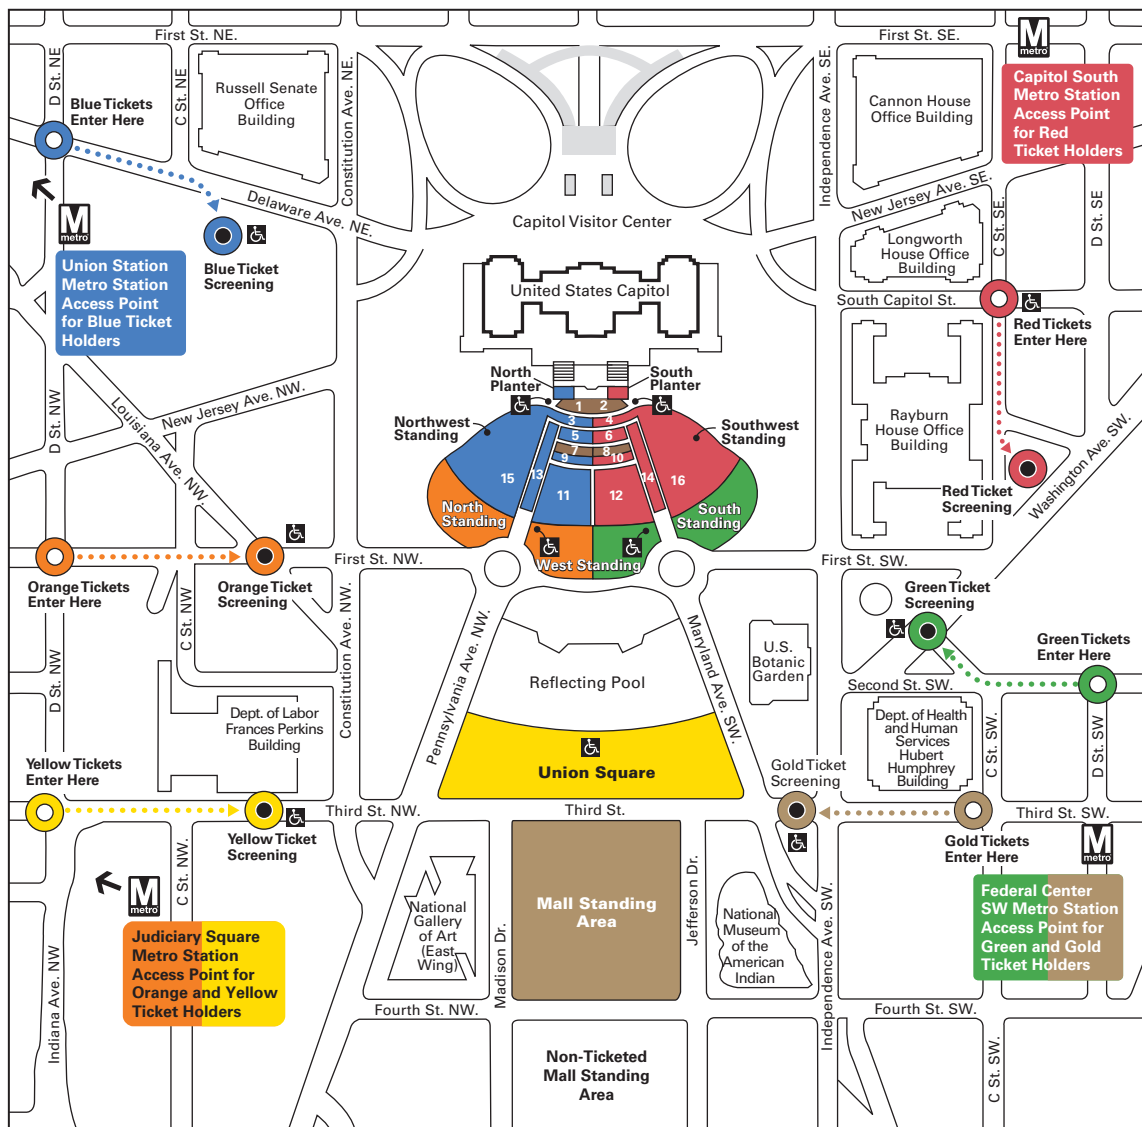 First St. NE.
First St. SE.
M
metro
D St. NE
C St. NE
Constitution Ave. NE.
Independence Ave. SE.
D St. SE
Blue Tickets
Enter Here
Russell Senate
Office
Building
Cannon House
Office Building
Capitol South
Metro Station
Access Point
for Red
Ticket Holders
Delaware Ave. NE.
New Jersey Ave. SE.
C St. SE.
M
metro
Capitol Visitor Center
Blue Ticket
Screening
Union Station
Metro Station
Access Point
for Blue Ticket
Holders
Longworth
House Office
Building
United States Capitol
South Capitol St.
Red Tickets
Enter Here
North
Planter
South
Planter
Northwest
Standing
Southwest
Standing
1
2
3
4
5
6
7
8
9
10
11
12
13
14
15
16
North
Standing
South
Standing
West Standing
D St. NW
Louisiana Ave. NW.
New Jersey Ave. NW.
Rayburn
House Office
Building
Washington Ave. SW.
Red Ticket
Screening
Orange Tickets
Enter Here
Orange Ticket
Screening
First St. NW.
First St. SW.
C St. NW
Constitution Ave. NW.
D St. NW
Green Ticket
Screening
Green Tickets
Enter Here
Pennsylvania Ave. NW.
Maryland Ave. SW.
U.S.
Botanic
Garden
Reflecting Pool
Second St. SW.
Dept. of Labor
Frances Perkins
Building
Dept. of Health
and Human
Services
Hubert
Humphrey
Building
C St. SW.
D St. SW
Yellow Tickets
Enter Here
Union Square
Gold Ticket
Screening
Third St. NW.
Third St.
Third St. SW.
Yellow Ticket
Screening
Gold Tickets
Enter Here
M
metro
C St. NW.
M
metro
Indiana Ave. NW
Judiciary Square
Metro Station
Access Point for
Orange and Yellow
Ticket Holders
National
Gallery
of Art
(East
Wing)
Madison Dr.
Mall Standing
Area
Jefferson Dr.
National
Museum
of the
American
Indian
Independence Ave. SW.
Federal Center
SW Metro Station
Access Point for
Green and Gold
Ticket Holders
Fourth St. NW.
Fourth St. SW.
Non-Ticketed
Mall Standing
Area
C St. SW.